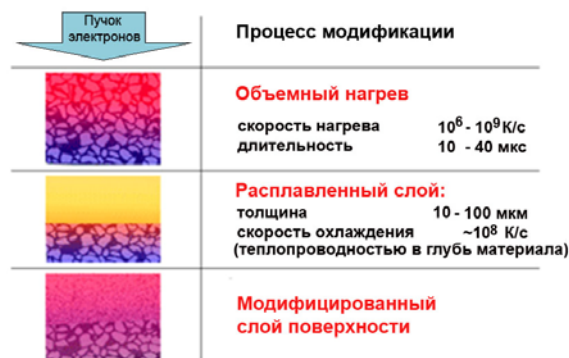 Пучок
электронов
Процесс модификации
Объемный нагрев
скорость нагрева 10⁶ - 10⁹ К/с
длительность 10 - 40 мкс
Расплавленный слой:
толщина 10 - 100 мкм
скорость охлаждения ~10⁸ К/с
(теплопроводностью в глубь материала)
Модифицированный
слой поверхности